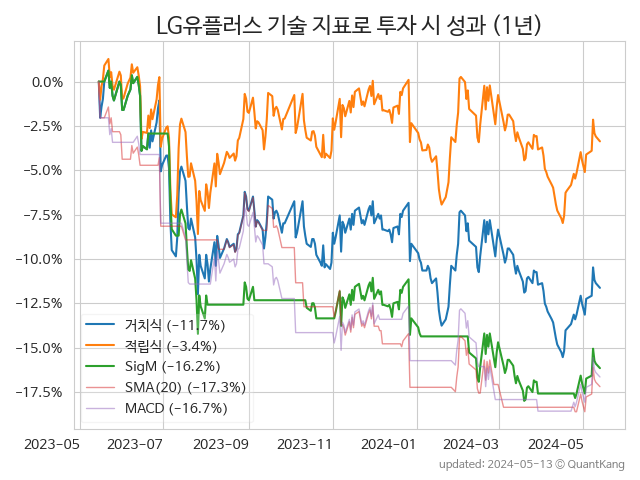 LG유플러스 기술 지표로 투자 시 성과 (1년)
0.0%
−2.5%
−5.0%
−7.5%
−10.0%
−12.5%
−15.0%
−17.5%
거치식 (−11.7%)
적립식 (−3.4%)
SigM (−16.2%)
SMA(20) (−17.3%)
MACD (−16.7%)
2023-05 2023-07 2023-09 2023-11 2024-01 2024-03 2024-05
updated: 2024-05-13 ⓒ QuantKang